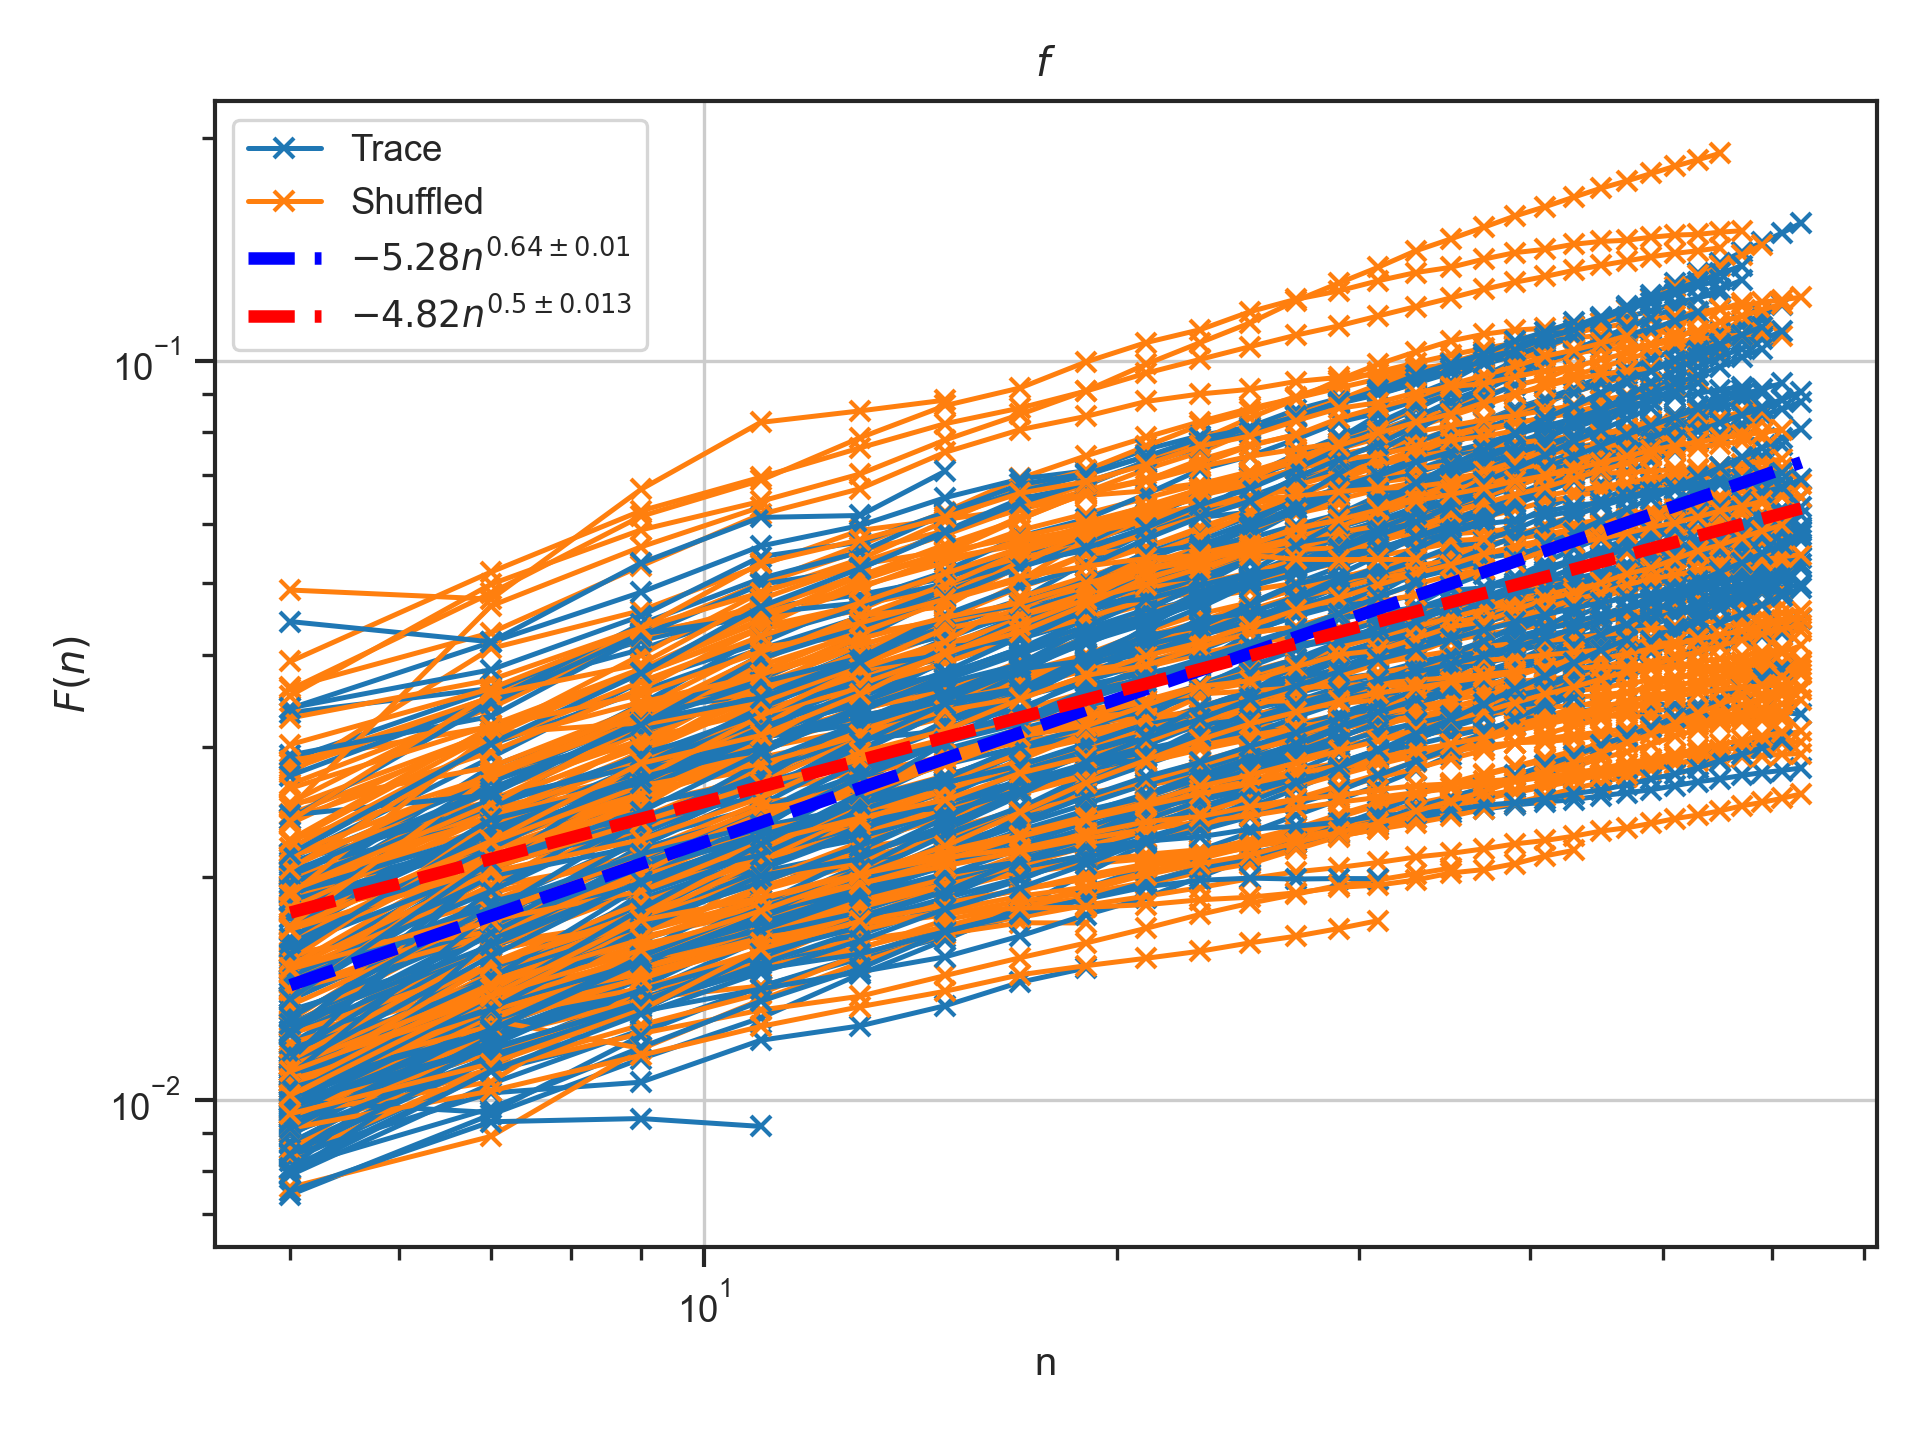 f
Trace
Shuffled
−5.28n^{0.64 ± 0.01}
−4.82n^{0.5 ± 0.013}
10^{−1}
10^{−2}
F(n)
10^{1}
n